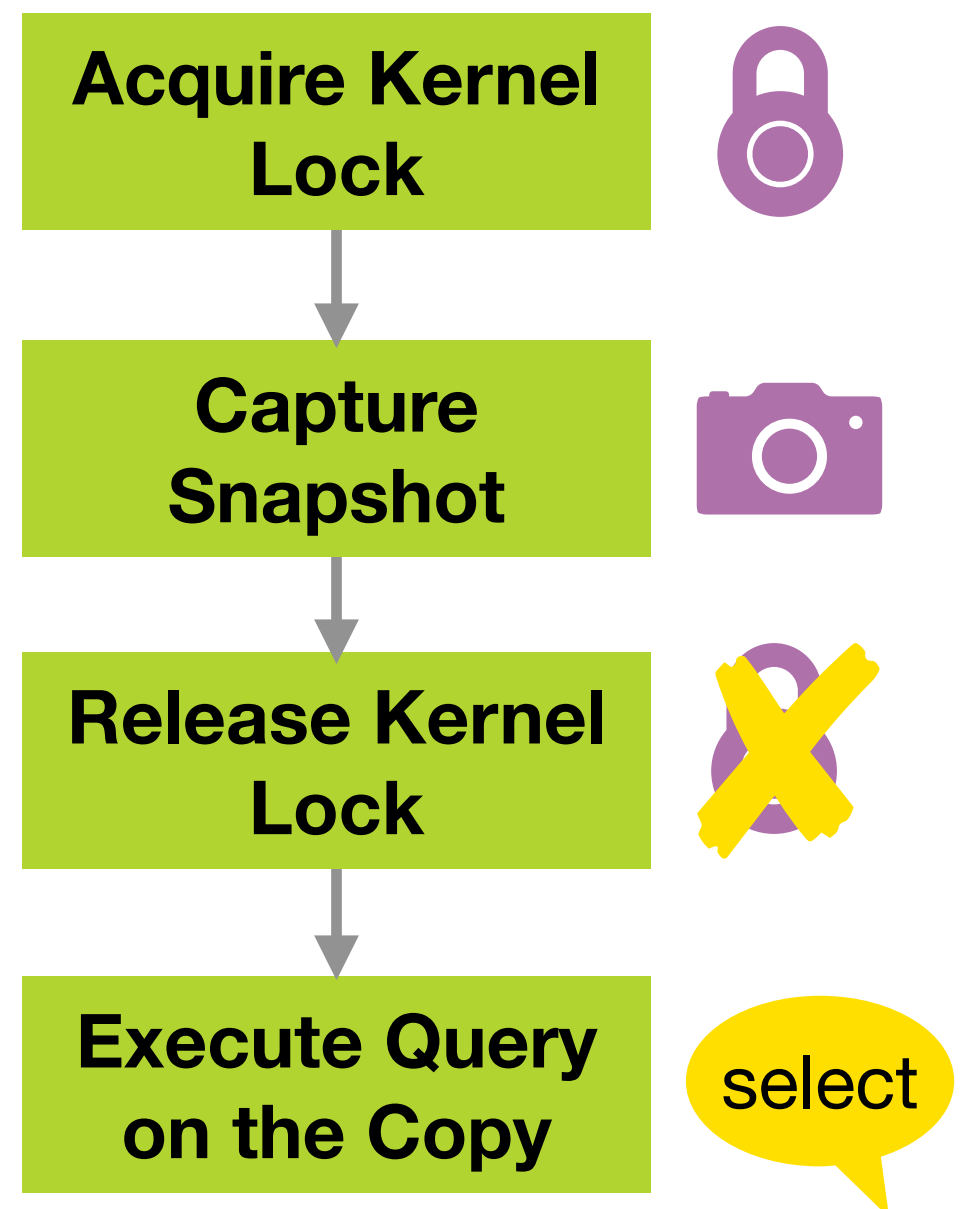 Acquire Kernel
Lock
Capture
Snapshot
Release Kernel
Lock
Execute Query
on the Copy
select